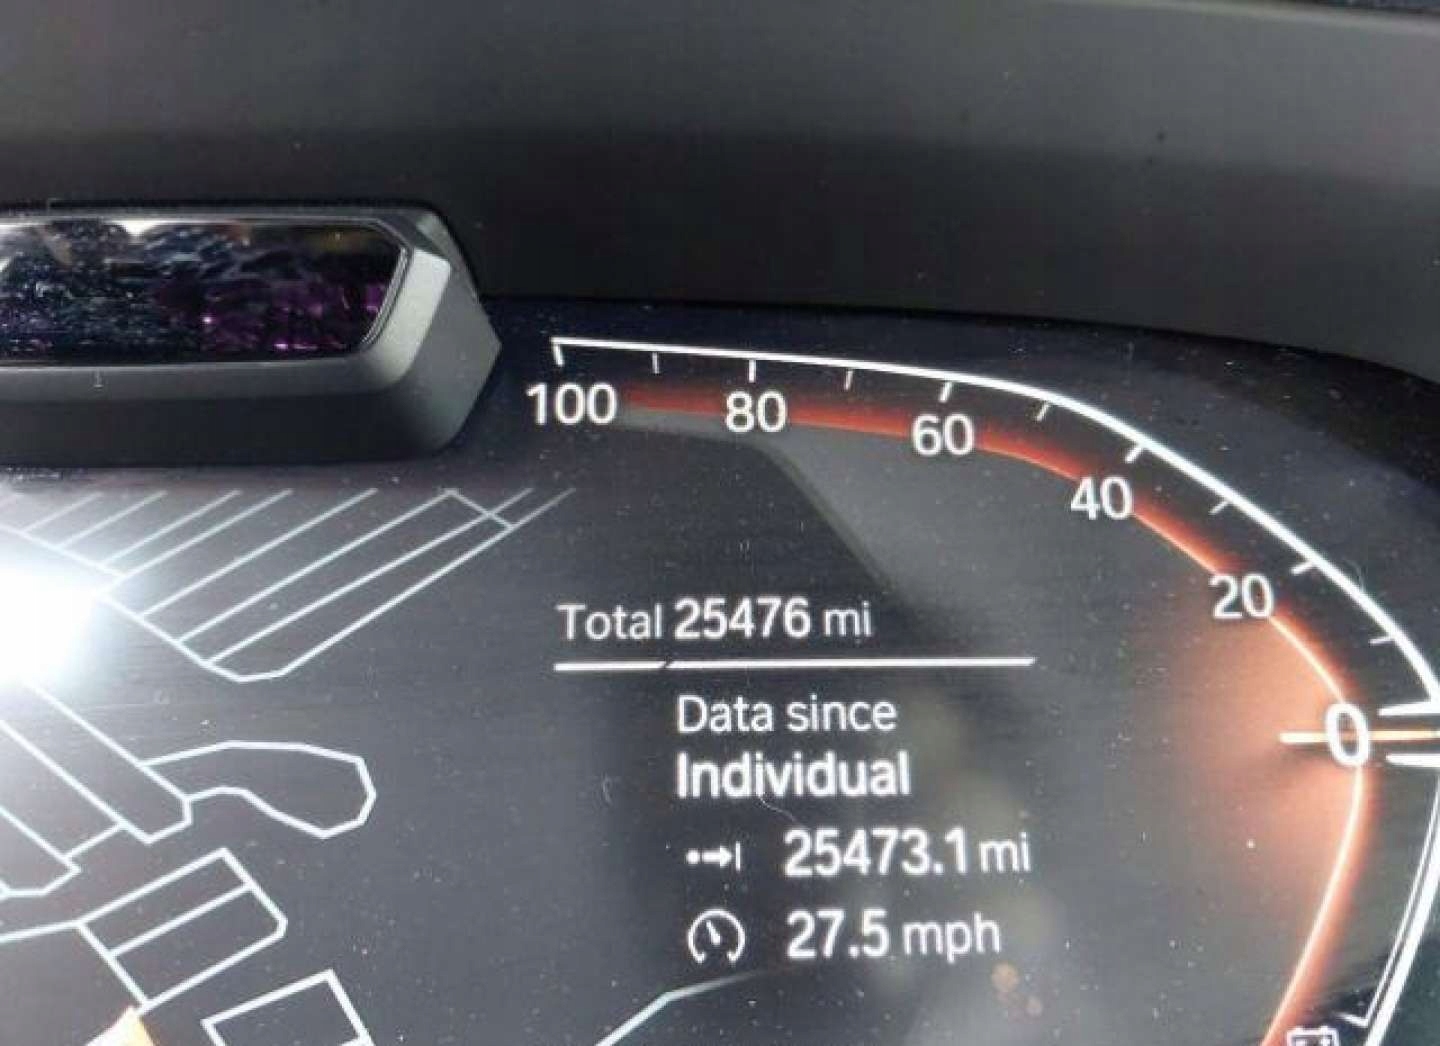 100 80 60 40 20 0
Total 25476 mi
Data since
Individual
25473.1 mi
27.5 mph